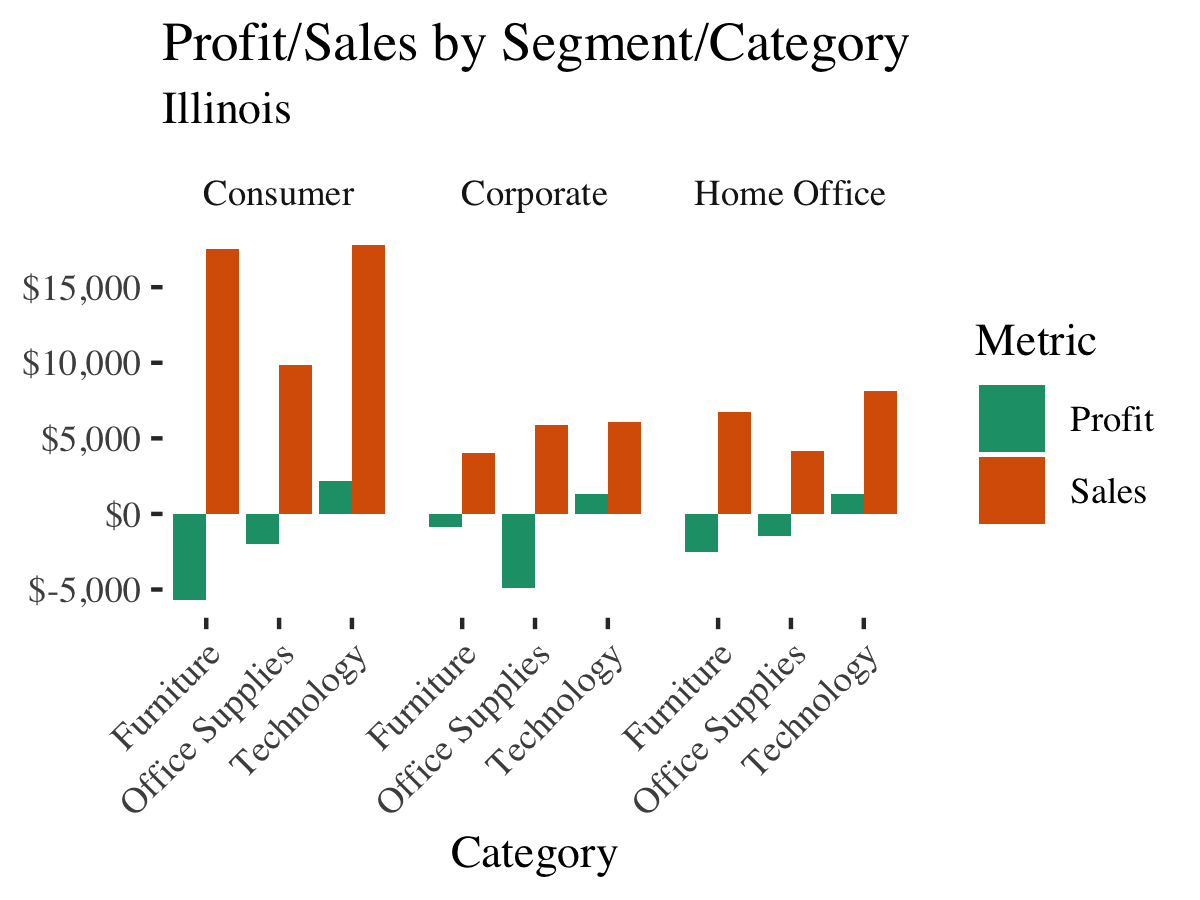 Profit/Sales by Segment/Category
Illinois
Consumer
Corporate
Home Office
$15,000
$10,000
$5,000
$0
$-5,000
Furniture
Office Supplies
Technology
Furniture
Office Supplies
Technology
Furniture
Office Supplies
Technology
Category
Metric
Profit
Sales